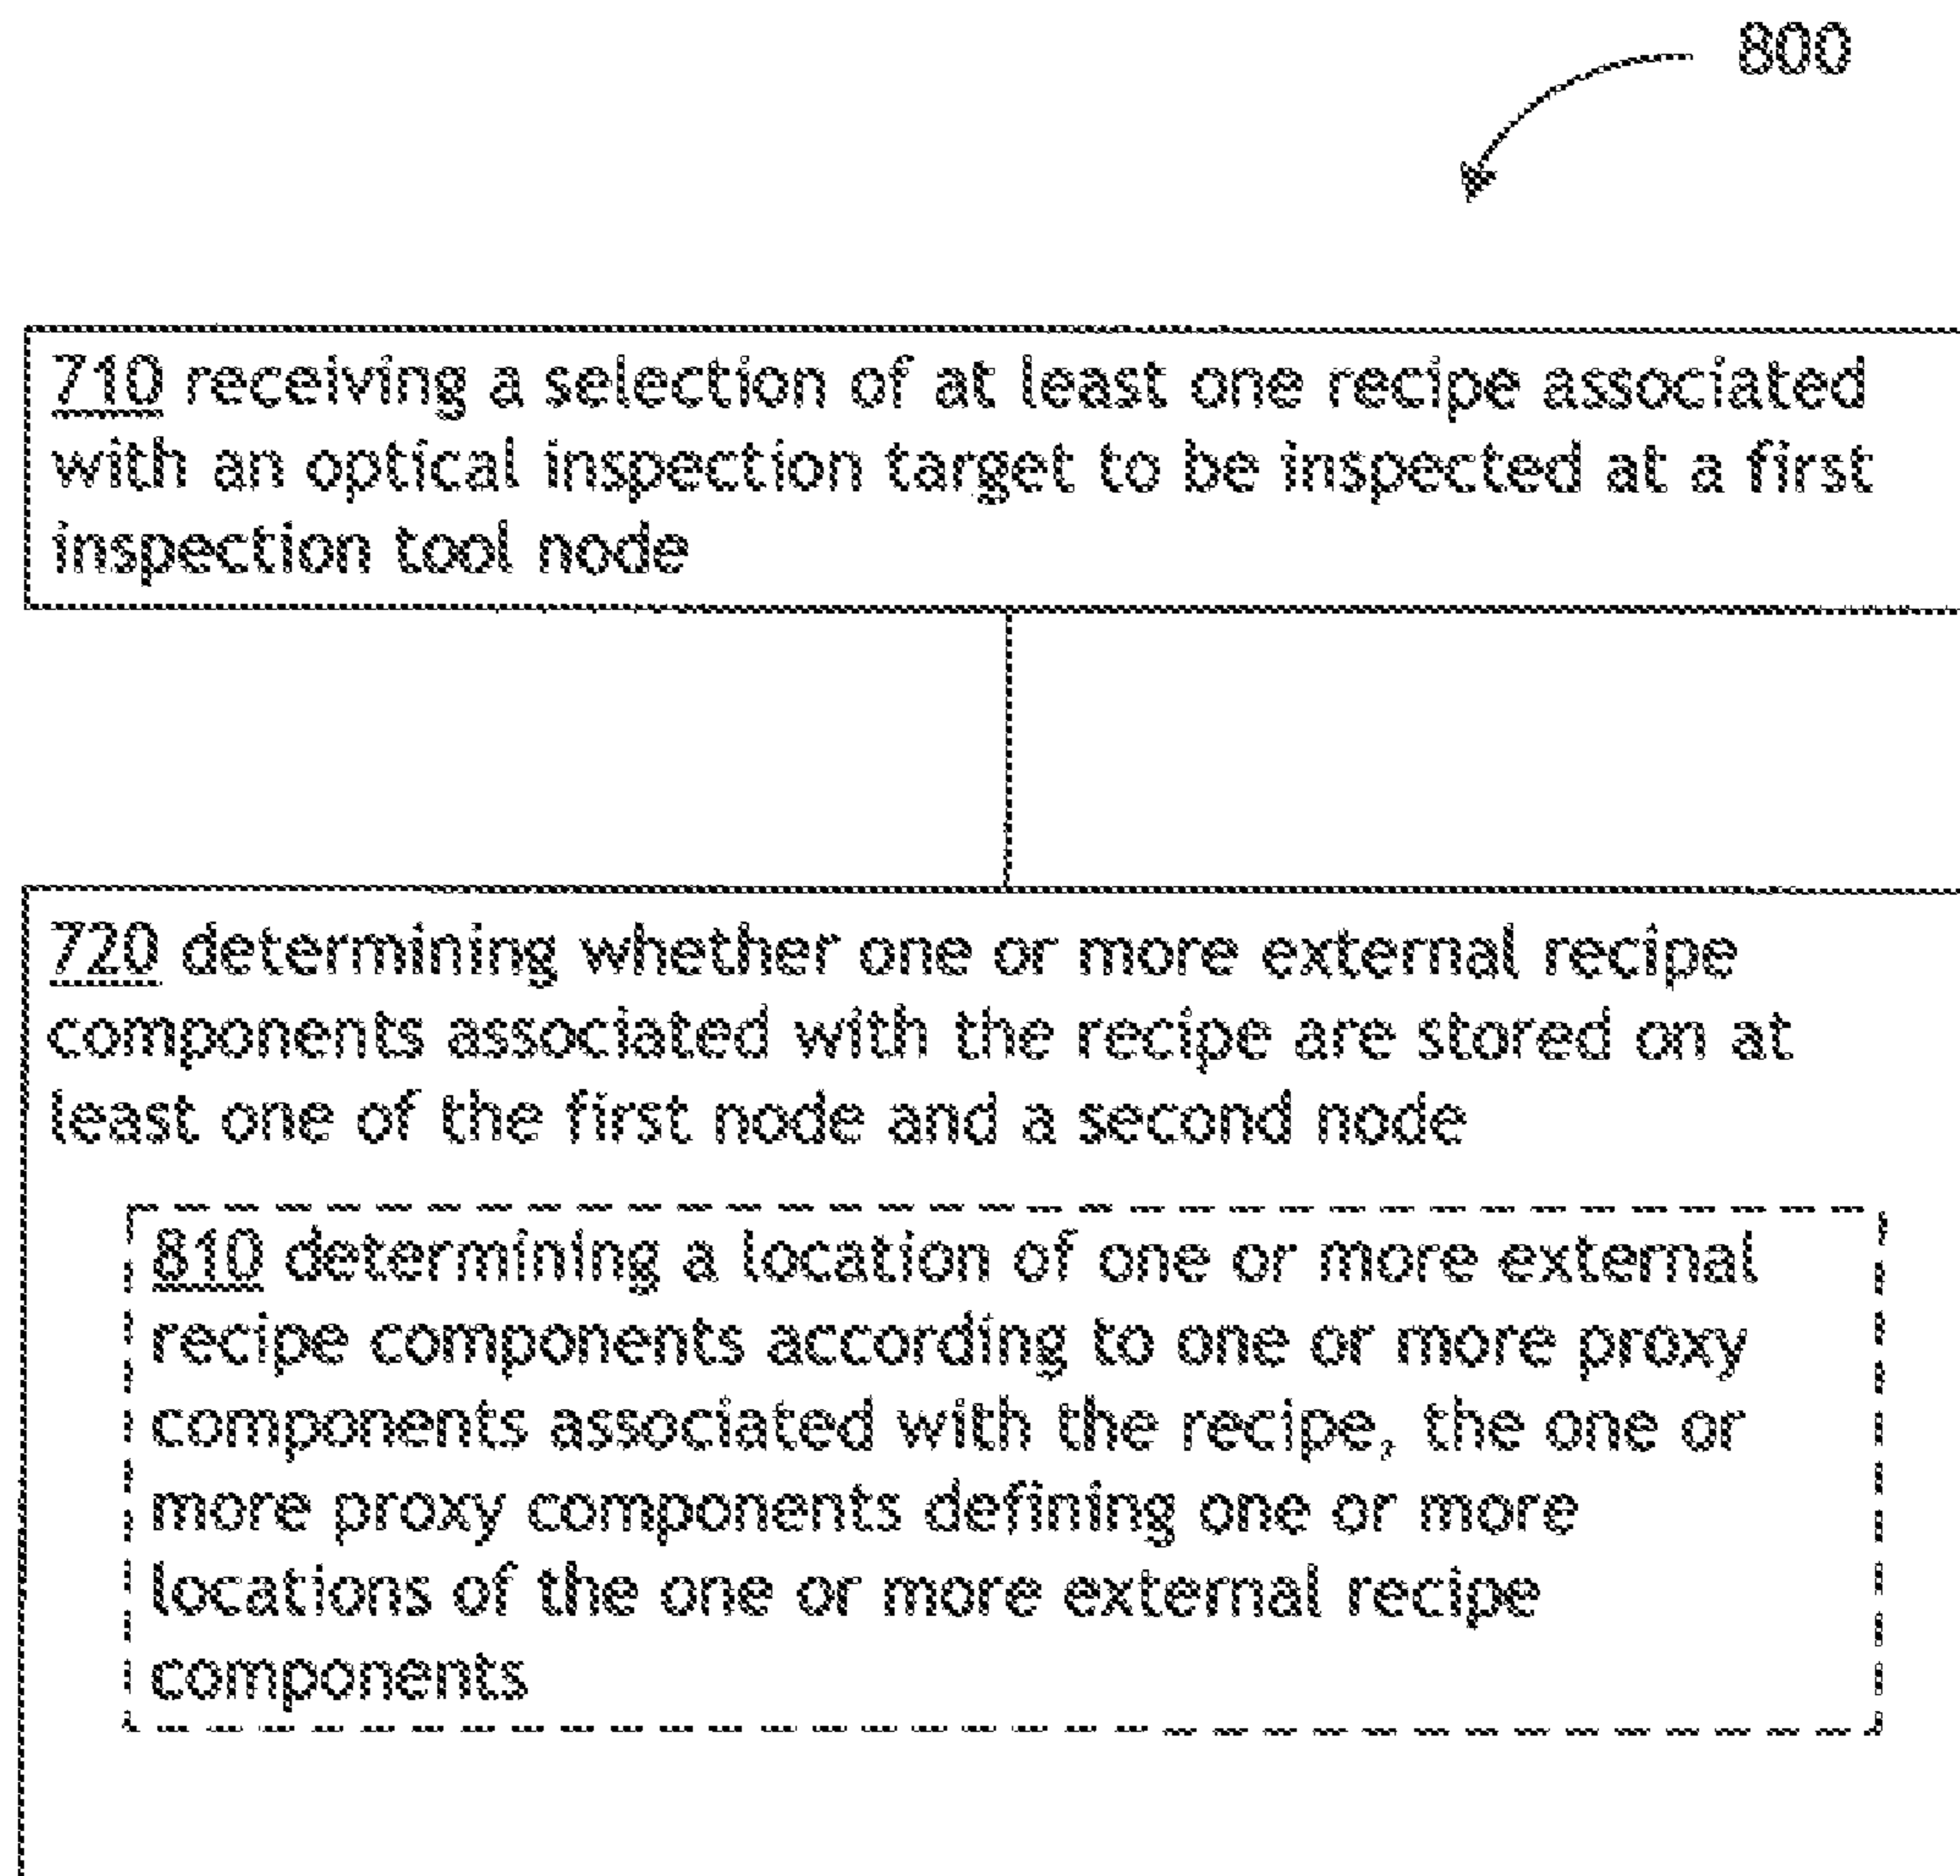 800
710 receiving a selection of at least one recipe associated
with an optical inspection target to be inspected at a first
inspection tool node
720 determining whether one or more external recipe
components associated with the recipe are stored on at
least one of the first node and a second node
810 determining a location of one or more external
recipe components according to one or more proxy
components associated with the recipe, the one or
more proxy components defining one or more
locations of the one or more external recipe
components